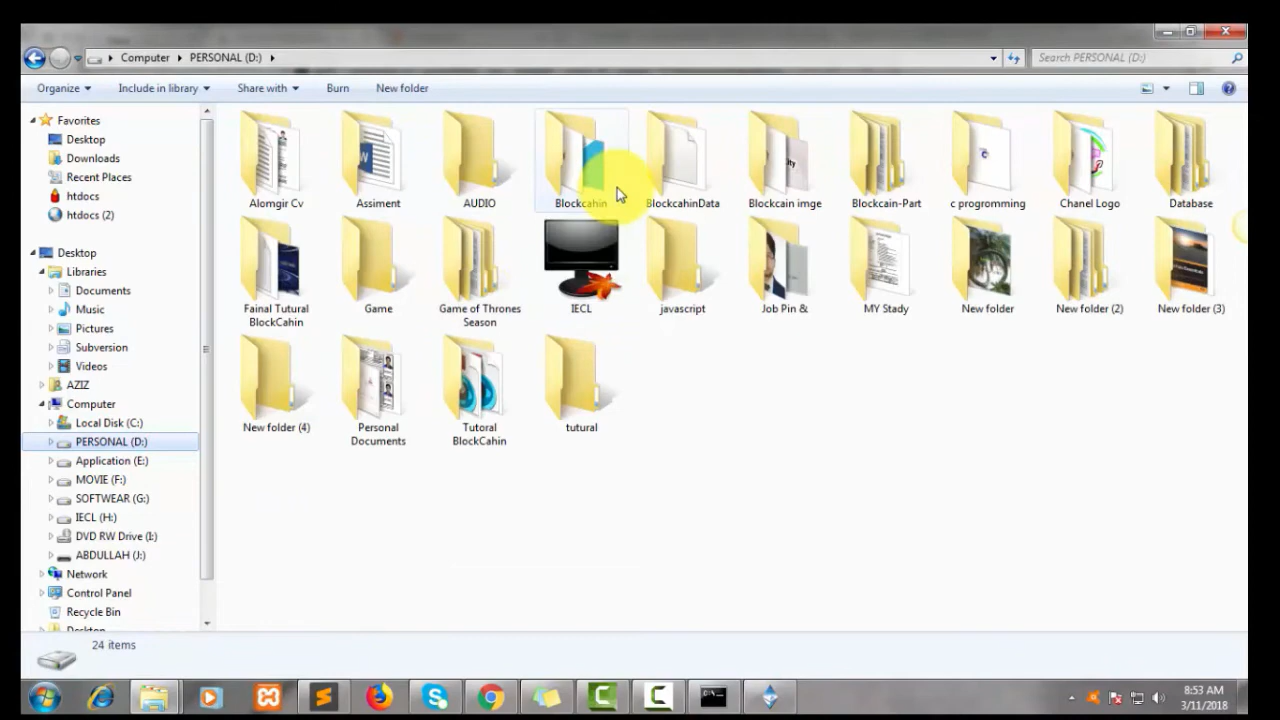 Computer PERSONAL (D:)
Search PERSONAL (D:)
Organize Include in library Share with Burn New folder
Favorites
Desktop
Downloads
Recent Places
htdocs
htdocs (2)
Desktop
Libraries
Documents
Music
Pictures
Subversion
Videos
AZIZ
Computer
Local Disk (C:)
PERSONAL (D:)
Application (E:)
MOVIE (F:)
SOFTWEAR (G:)
IECL (H:)
DVD RW Drive (I:)
ABDULLAH (J:)
Network
Control Panel
Recycle Bin
Alomgir Cv
Assiment
AUDIO
Blockcahin
BlockcahinData
Blockcain imge
Blockcain-Part
c programming
Chanel Logo
Database
Fainal Tutural
BlockCahin
Game
Game of Thrones
Season
IECL
javascript
Job Pin &
MY Stady
New folder
New folder (2)
New folder (3)
New folder (4)
Personal
Documents
Tutoral
BlockCahin
tutural
24 items
8:53 AM
3/11/2018